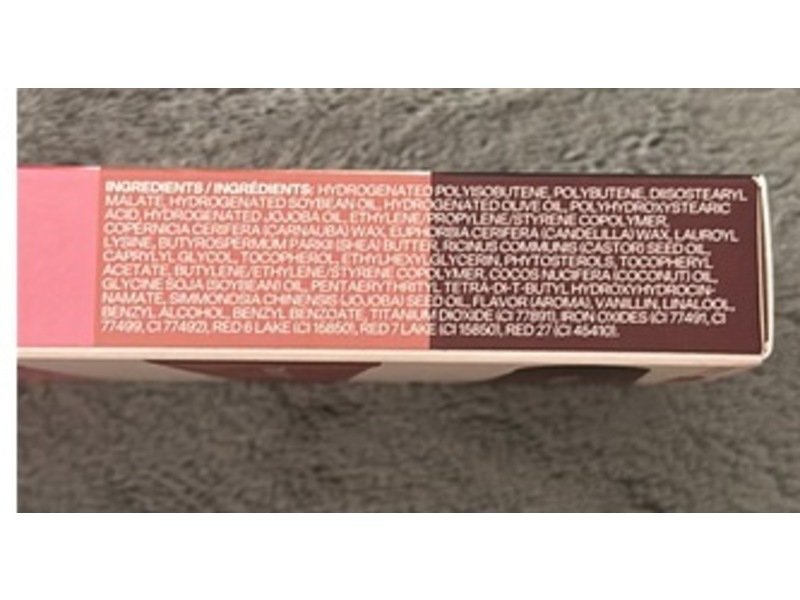 INGREDIENTS / INGRÉDIENTS: HYDROGENATED POLYISOBUTENE, POLYBUTENE, DIISOSTEARYL
MALATE, HYDROGENATED SOYBEAN OIL, HYDROGENATED OLIVE OIL, POLYHYDROXYSTEARIC
ACID, HYDROGENATED JOJOBA OIL, ETHYLENE/PROPYLENE/STYRENE COPOLYMER,
COPERNICIA CERIFERA (CARNAUBA) WAX, EUPHORBIA CERIFERA (CANDELILLA) WAX, LAUROYL
LYSINE, BUTYROSPERMUM PARKII (SHEA) BUTTER, RICINUS COMMUNIS (CASTOR) SEED OIL,
CAPRYLYL GLYCOL, TOCOPHEROL, ETHYLHEXYLGLYCERIN, PHYTOSTEROLS, TOCOPHERYL
ACETATE, BUTYLENE/ETHYLENE/STYRENE COPOLYMER, COCOS NUCIFERA (COCONUT) OIL,
GLYCINE SOJA (SOYBEAN) OIL, PENTAERYTHRITYL TETRA-DI-T-BUTYL HYDROXYHYDROCIN-
NAMATE, SIMMONDSIA CHINENSIS (JOJOBA) SEED OIL, FLAVOR (AROMA), VANILLIN, LINALOOL,
BENZYL ALCOHOL, BENZYL BENZOATE, TITANIUM DIOXIDE (CI 77891), IRON OXIDES (CI 77491, CI
77499, CI 77492), RED 6 LAKE (CI 15850), RED 7 LAKE (CI 15850), RED 27 (CI 45410).